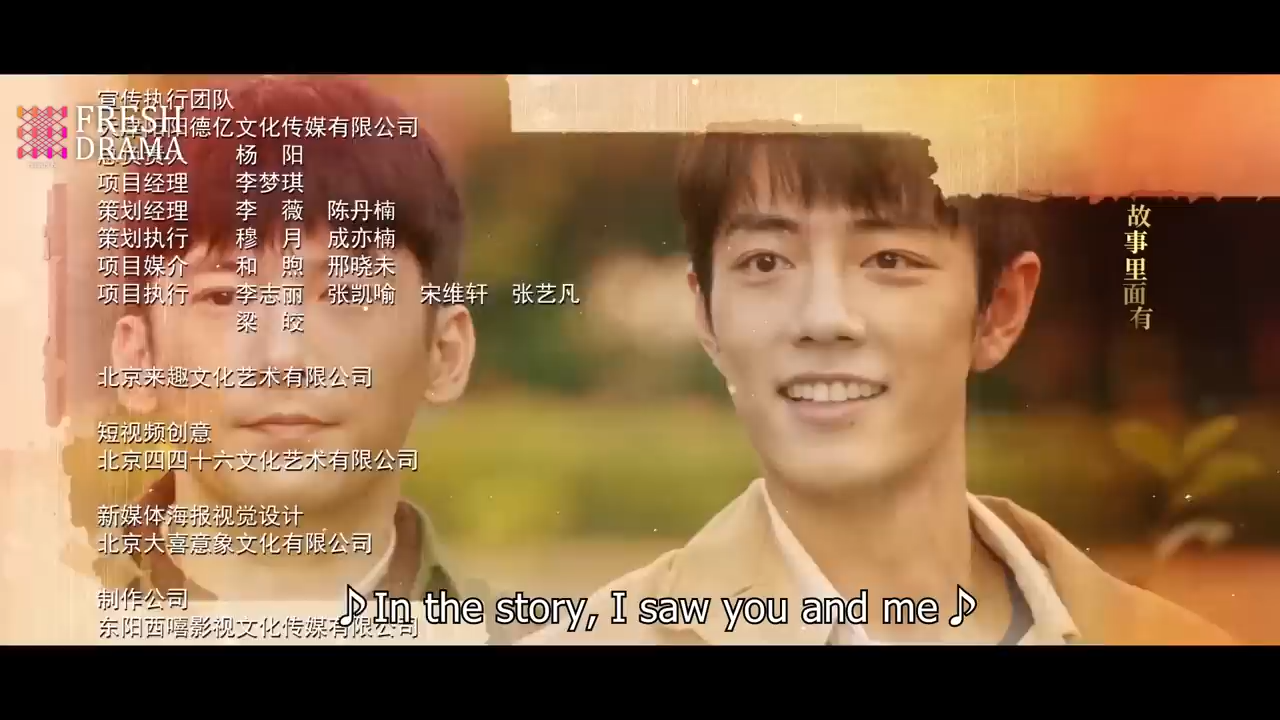 宣传执行团队
FRESH
DRAMA
阳德亿文化传媒有限公司
杨 阳
项目经理 李梦琪
策划经理 李 薇 陈丹楠
策划执行 穆 月 成亦楠
项目媒介 和 煦 邢晓未
项目执行 李志丽 张凯喻 宋维轩 张艺凡
梁 皎
北京来趣文化艺术有限公司
短视频创意
北京四四十六文化艺术有限公司
新媒体海报视觉设计
北京大喜意象文化有限公司
制作公司
东阳西嘻影视文化传媒有限公司
故事里面有
♪In the story, I saw you and me♪